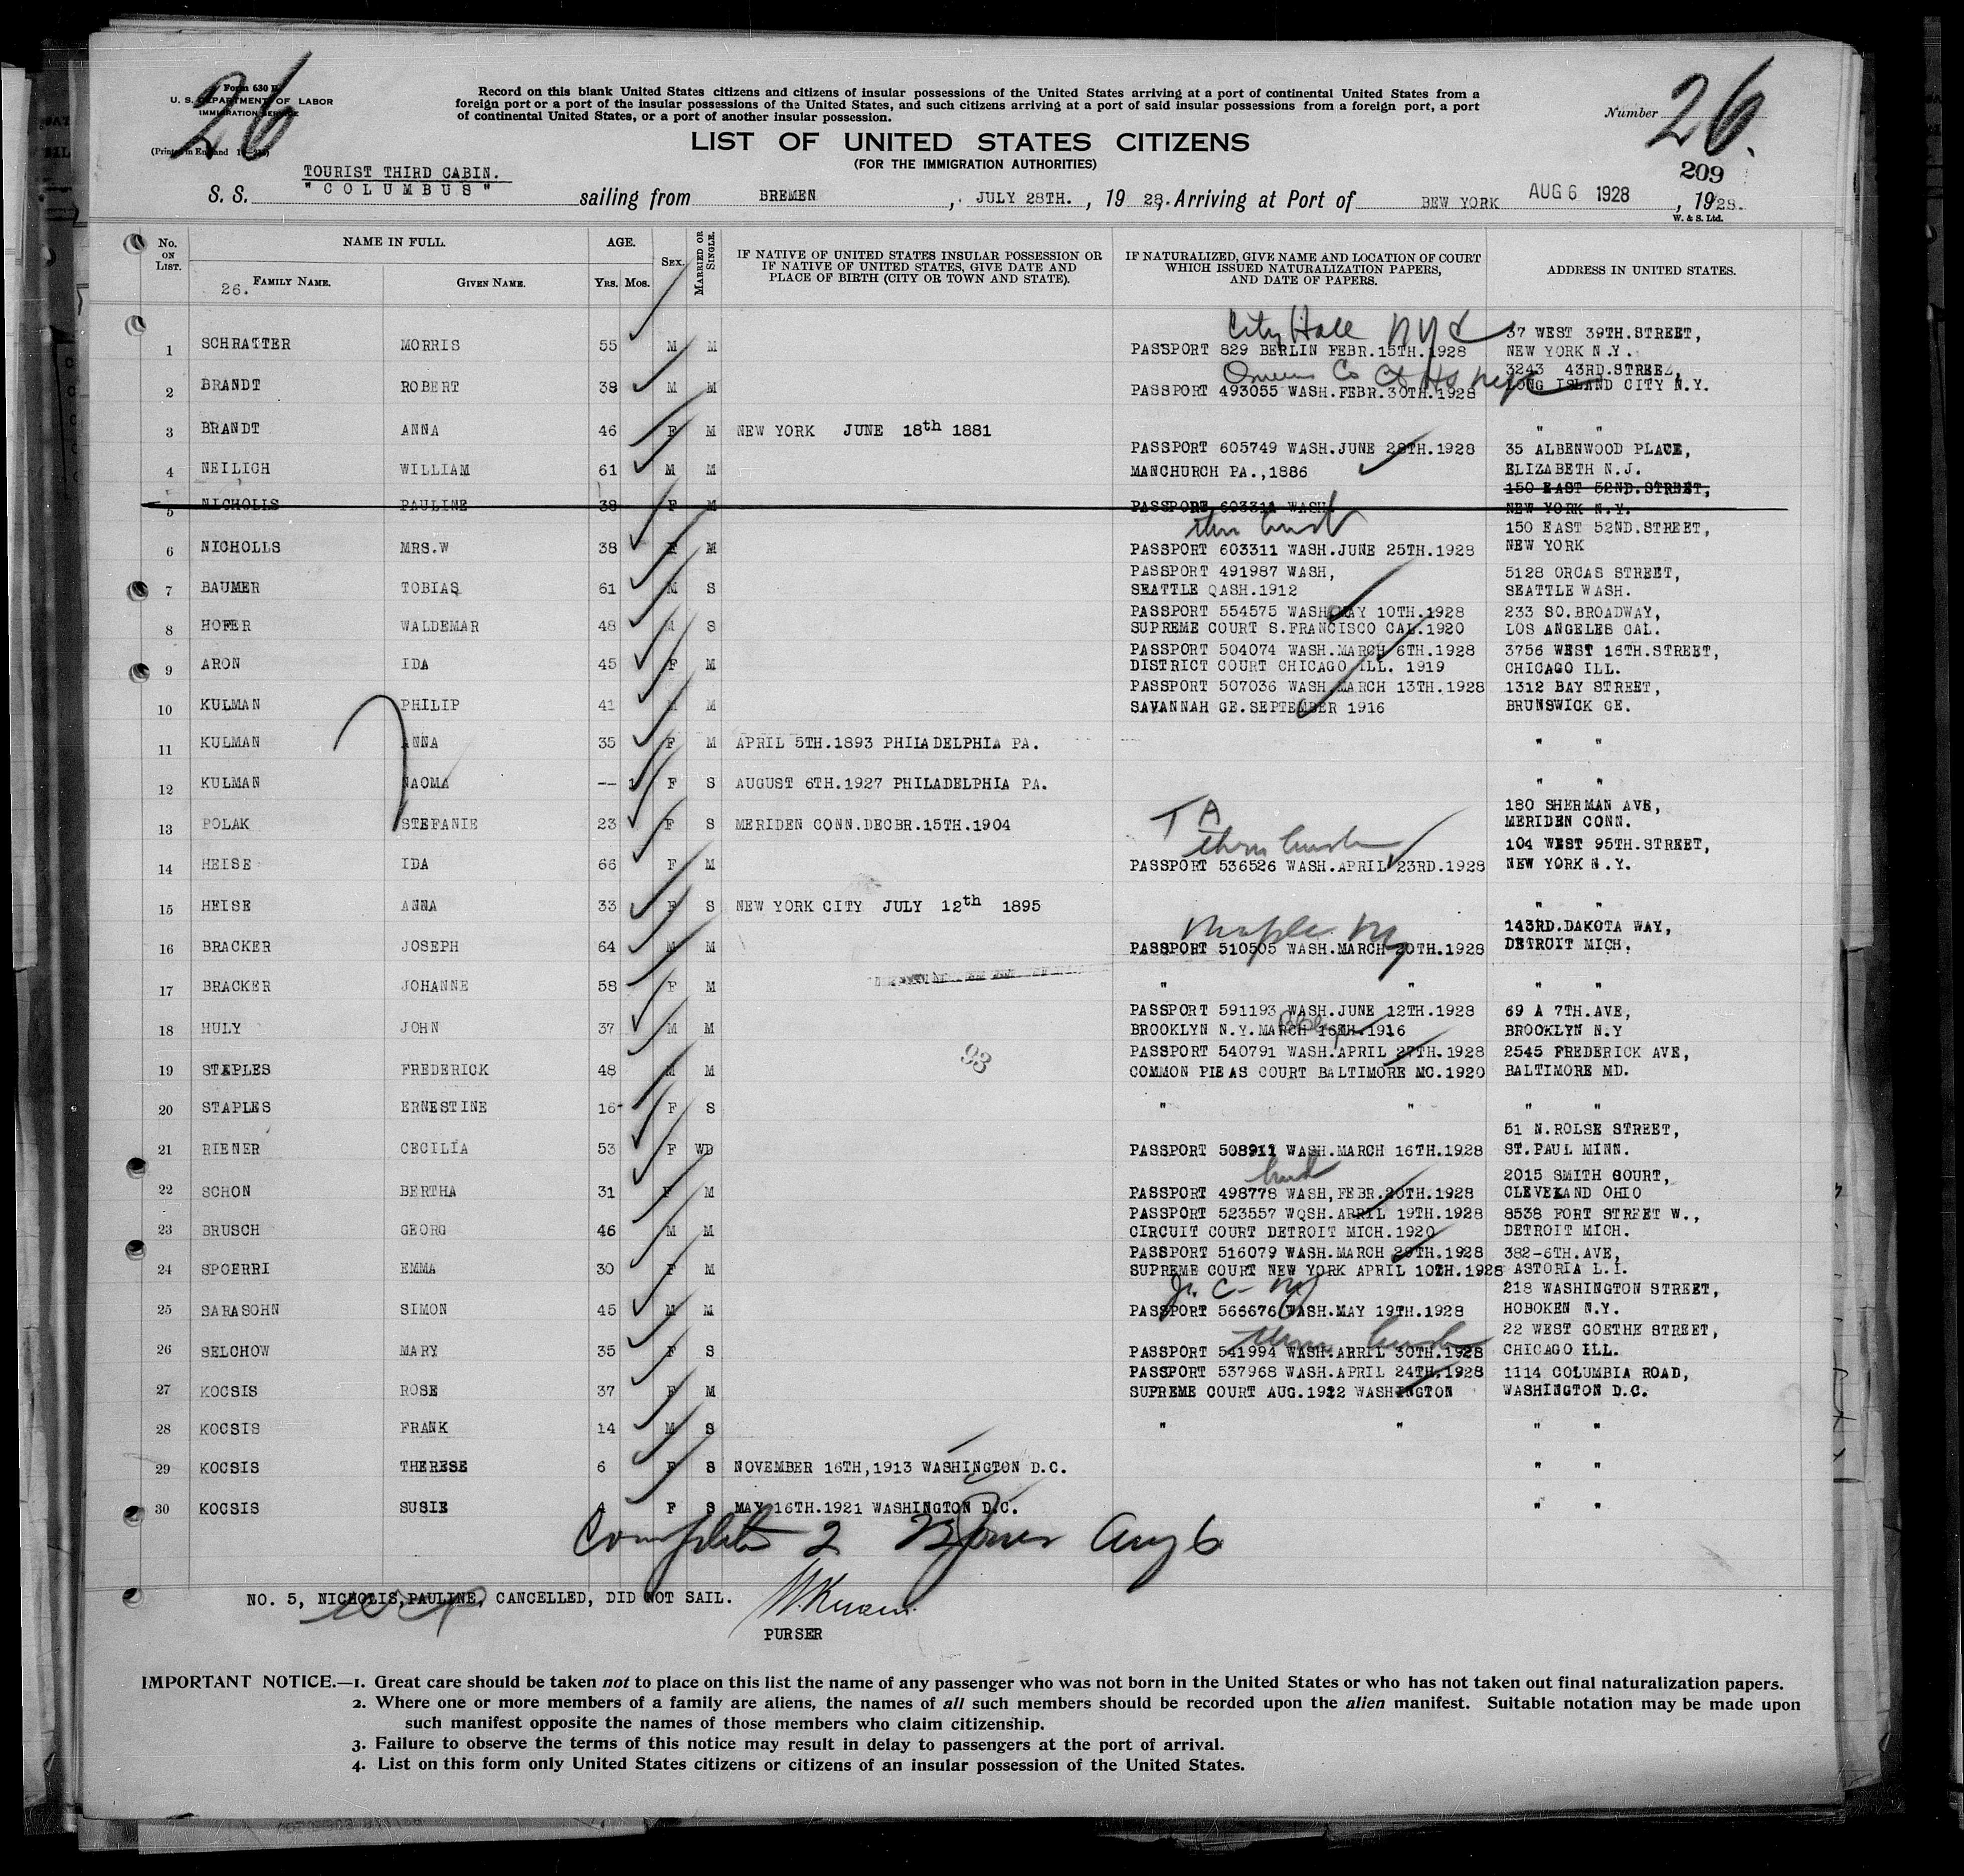 26
Form 630 B
U. S. DEPARTMENT OF LABOR
IMMIGRATION SERVICE
(Printed in England
Record on this blank United States citizens and citizens of insular possessions of the United States arriving at a port of continental United States from a
foreign port or a port of the insular possessions of the United States, and such citizens arriving at a port of said insular possessions from a foreign port, a port
of continental United States, or a port of another insular possession.
Number 26.
LIST OF UNITED STATES CITIZENS
(FOR THE IMMIGRATION AUTHORITIES)
209
TOURIST THIRD CABIN.
S. S. "COLUMBUS" sailing from BREMEN, JULY 28TH., 19 28. Arriving at Port of BEW YORK AUG 6 1928, 1928.
W. & S. Ltd.
No. ON LIST. NAME IN FULL. AGE. SEX. MARRIED OR SINGLE. IF NATIVE OF UNITED STATES INSULAR POSSESSION OR IF NATIVE OF UNITED STATES, GIVE DATE AND PLACE OF BIRTH (CITY OR TOWN AND STATE). IF NATURALIZED, GIVE NAME AND LOCATION OF COURT WHICH ISSUED NATURALIZATION PAPERS, AND DATE OF PAPERS. ADDRESS IN UNITED STATES.
26. FAMILY NAME. GIVEN NAME. YRS. MOS.
City Hall NYC 37 WEST 39TH.STREET,
1 SCHRATTER MORRIS 55 M M PASSPORT 829 BERLIN FEBR.15TH.1928 NEW YORK N.Y.
Queens Co Ct Hs NYC 3243 43RD.STREEZ,
2 BRANDT ROBERT 38 M M PASSPORT 493055 WASH.FEBR.30TH.1928 LONG ISLAND CITY N.Y.
3 BRANDT ANNA 46 F M NEW YORK JUNE 18th 1881 " "
PASSPORT 605749 WASH.JUNE 28TH.1928 35 ALBENWOOD PLACE,
4 NEILICH WILLIAM 61 M M MANCHURCH PA.,1886 ELIZABETH N.J.
150 EAST 52ND.STREET,
5 NICHOLLS PAULINE 38 F M PASSPORT 603311 WASH. NEW YORK N.Y.
thru husb 150 EAST 52ND.STREET,
6 NICHOLLS MRS.W 38 F M PASSPORT 603311 WASH.JUNE 25TH.1928 NEW YORK
PASSPORT 491987 WASH, 5128 ORCAS STREET,
7 BAUMER TOBIAS 61 M S SEATTLE QASH.1912 SEATTLE WASH.
PASSPORT 554575 WASH.MAY 10TH.1928 233 SO.BROADWAY,
8 HOFER WALDEMAR 48 M S SUPREME COURT S.FRANCISCO CAL.1920 LOS ANGELES CAL.
PASSPORT 504074 WASH.MARCH 6TH.1928 3756 WEST 16TH.STREET,
9 ARON IDA 45 F M DISTRICT COURT CHICAGO ILL. 1919 CHICAGO ILL.
PASSPORT 507036 WASH.MARCH 13TH.1928 1312 BAY STREET,
10 KULMAN PHILIP 41 M M SAVANNAH GE.SEPTEMBER 1916 BRUNSWICK GE.
11 KULMAN ANNA 35 F M APRIL 5TH.1893 PHILADELPHIA PA. " "
12 KULMAN NAOMA -- 1 F S AUGUST 6TH.1927 PHILADELPHIA PA. " "
180 SHERMAN AVE,
13 POLAK STEFANIE 23 F S MERIDEN CONN.DECBR.15TH.1904 T A MERIDEN CONN.
thru husb 104 WEST 95TH.STREET,
14 HEISE IDA 66 F M PASSPORT 536526 WASH.APRIL 23RD.1928 NEW YORK N.Y.
15 HEISE ANNA 33 F S NEW YORK CITY JULY 12th 1895 " "
143RD.DAKOTA WAY,
16 BRACKER JOSEPH 64 M M PASSPORT 510505 WASH.MARCH 20TH.1928 DETROIT MICH.
17 BRACKER JOHANNE 58 F M " " " "
PASSPORT 591193 WASH.JUNE 12TH.1928 69 A 7TH.AVE,
18 HULY JOHN 37 M M BROOKLYN N.Y.MARCH 16TH.1916 BROOKLYN N.Y
PASSPORT 540791 WASH.APRIL 27TH.1928 2545 FREDERICK AVE,
19 STAPLES FREDERICK 48 M M 98 COMMON PIEAS COURT BALTIMORE MC.1920 BALTIMORE MD.
20 STAPLES ERNESTINE 16 F S " " " "
51 N.ROLSE STREET,
21 RIENER CECILIA 53 F WD PASSPORT 508911 WASH.MARCH 16TH.1928 ST.PAUL MINN.
husb 2015 SMITH COURT,
22 SCHON BERTHA 31 F M PASSPORT 498778 WASH,FEBR.20TH.1928 CLEVELAND OHIO
PASSPORT 523557 WQSH.APRIL 19TH.1928 8538 FORT STREET W.,
23 BRUSCH GEORG 46 M M CIRCUIT COURT DETROIT MICH.1920 DETROIT MICH.
PASSPORT 516079 WASH.MARCH 29TH.1928 382-6TH.AVE,
24 SPOERRI EMMA 30 F M SUPREME COURT NEW YORK APRIL 10TH.1928 ASTORIA L.I.
J. C. NJ 218 WASHINGTON STREET,
25 SARASOHN SIMON 45 M M PASSPORT 566676 WASH.MAY 19TH.1928 HOBOKEN N.Y.
thru husb 22 WEST GOETHE STREET,
26 SELCHOW MARY 35 F S PASSPORT 541994 WASH.APRIL 30TH.1928 CHICAGO ILL.
PASSPORT 537968 WASH.APRIL 24TH.1928 1114 COLUMBIA ROAD,
27 KOCSIS ROSE 37 F M SUPREME COURT AUG.1922 WASHINGTON WASHINGTON D.C.
28 KOCSIS FRANK 14 M S " " " "
29 KOCSIS THERESE 6 F S NOVEMBER 16TH,1913 WASHINGTON D.C. " "
30 KOCSIS SUSIE 4 F S MAY 16TH.1921 WASHINGTON D.C. " "
Complete 2 Aug 6
NO. 5, NICHOLIS,PAULINE, CANCELLED, DID NOT SAIL.
PURSER
IMPORTANT NOTICE.—1. Great care should be taken not to place on this list the name of any passenger who was not born in the United States or who has not taken out final naturalization papers.
2. Where one or more members of a family are aliens, the names of all such members should be recorded upon the alien manifest. Suitable notation may be made upon
such manifest opposite the names of those members who claim citizenship.
3. Failure to observe the terms of this notice may result in delay to passengers at the port of arrival.
4. List on this form only United States citizens or citizens of an insular possession of the United States.